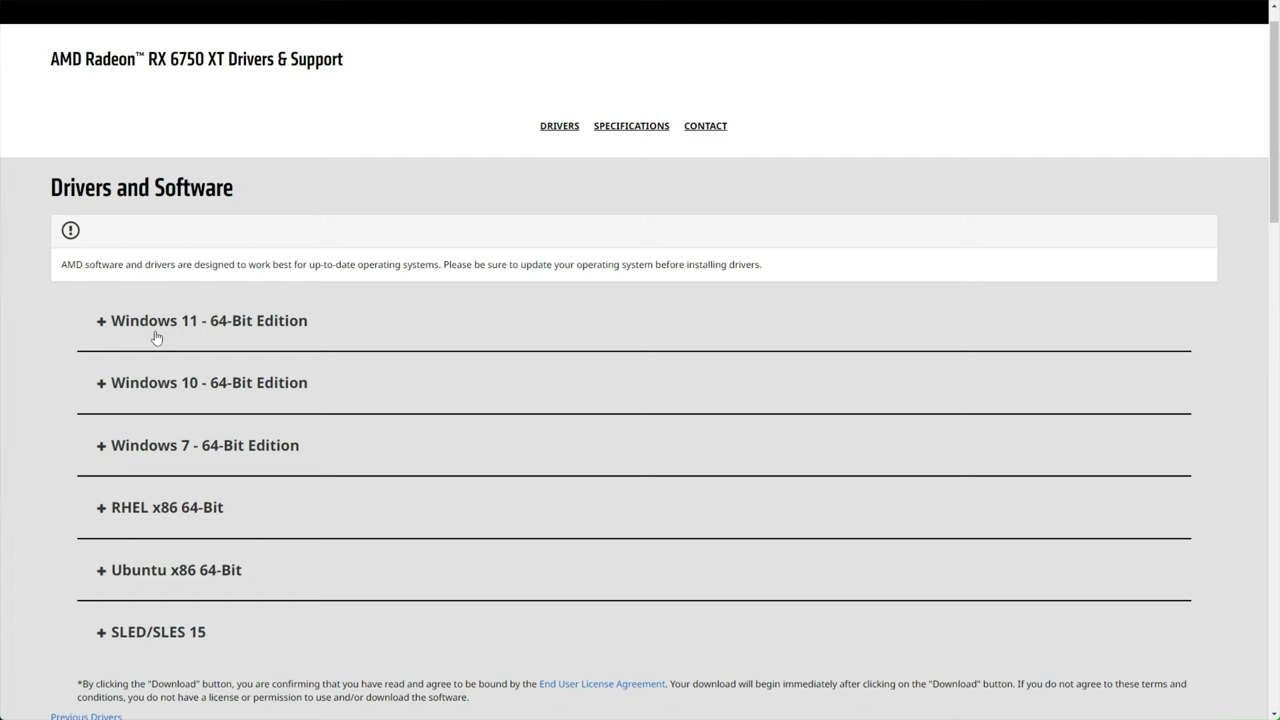 AMD Radeon™ RX 6750 XT Drivers & Support
DRIVERS SPECIFICATIONS CONTACT
Drivers and Software
AMD software and drivers are designed to work best for up-to-date operating systems. Please be sure to update your operating system before installing drivers.
+ Windows 11 - 64-Bit Edition
+ Windows 10 - 64-Bit Edition
+ Windows 7 - 64-Bit Edition
+ RHEL x86 64-Bit
+ Ubuntu x86 64-Bit
+ SLED/SLES 15
*By clicking the "Download" button, you are confirming that you have read and agree to be bound by the End User License Agreement. Your download will begin immediately after clicking on the "Download" button. If you do not agree to these terms and
conditions, you do not have a license or permission to use and/or download the software.
Previous Drivers